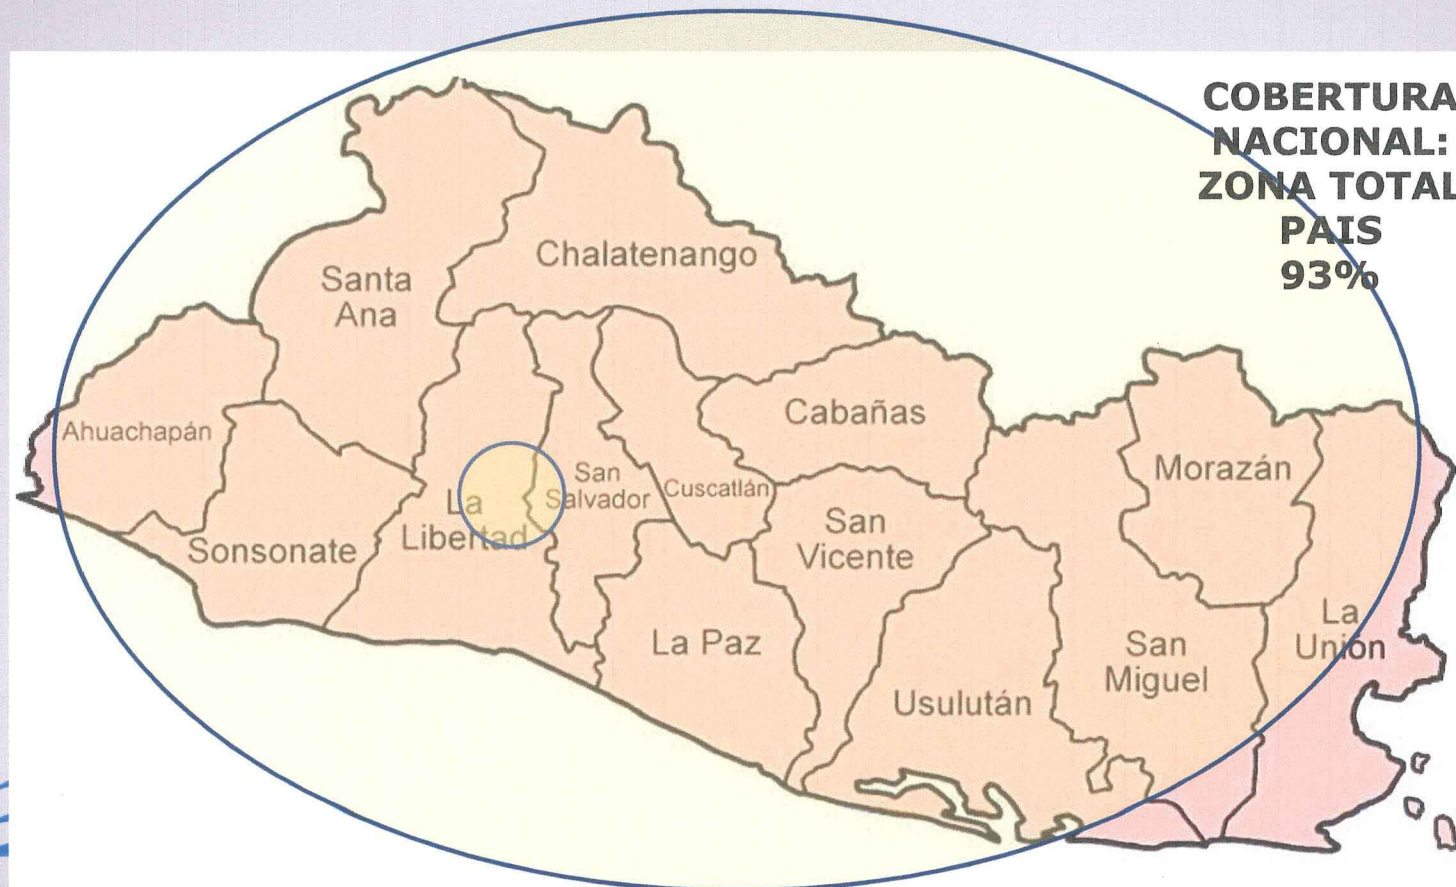 COBERTURA
NACIONAL:
ZONA TOTAL
PAIS
93%
Chalatenango
Santa
Ana
Cabañas
Ahuachapán
Morazán
San
Salvador
Cuscatlán
La
Libertad
San
Vicente
Sonsonate
La
Unión
La Paz
San
Miguel
Usulután